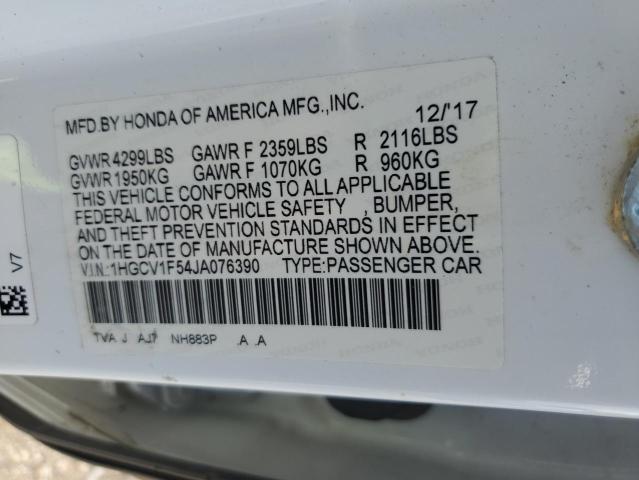 MFD.BY HONDA OF AMERICA MFG.,INC. 12/'17
GVWR 4299LBS GAWR F 2359LBS R 2116LBS
GVWR 1950KG GAWR F 1070KG R 960KG
THIS VEHICLE CONFORMS TO ALL APPLICABLE
FEDERAL MOTOR VEHICLE SAFETY , BUMPER,
AND THEFT PREVENTION STANDARDS IN EFFECT
ON THE DATE OF MANUFACTURE SHOWN ABOVE.
V.I.N.:1HGCV1F54JA076390 TYPE:PASSENGER CAR
TVA J AJ7 NH883P .A .A
V7